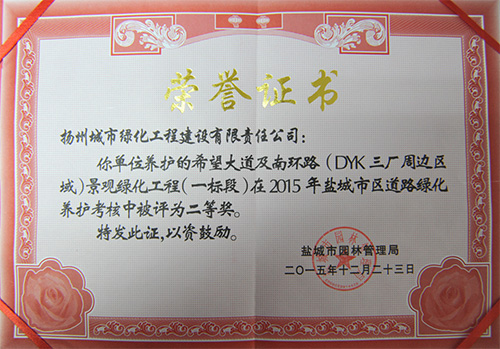 荣誉证书
扬州城市绿化工程建设有限责任公司：
你单位养护的希望大道及南环路（DYK三厂周边区
域）景观绿化工程（一标段）在2015年盐城市区道路绿化
养护考核中被评为二等奖。
特发此证，以资鼓励。
盐城市园林管理局
二〇一五年十二月二十三日